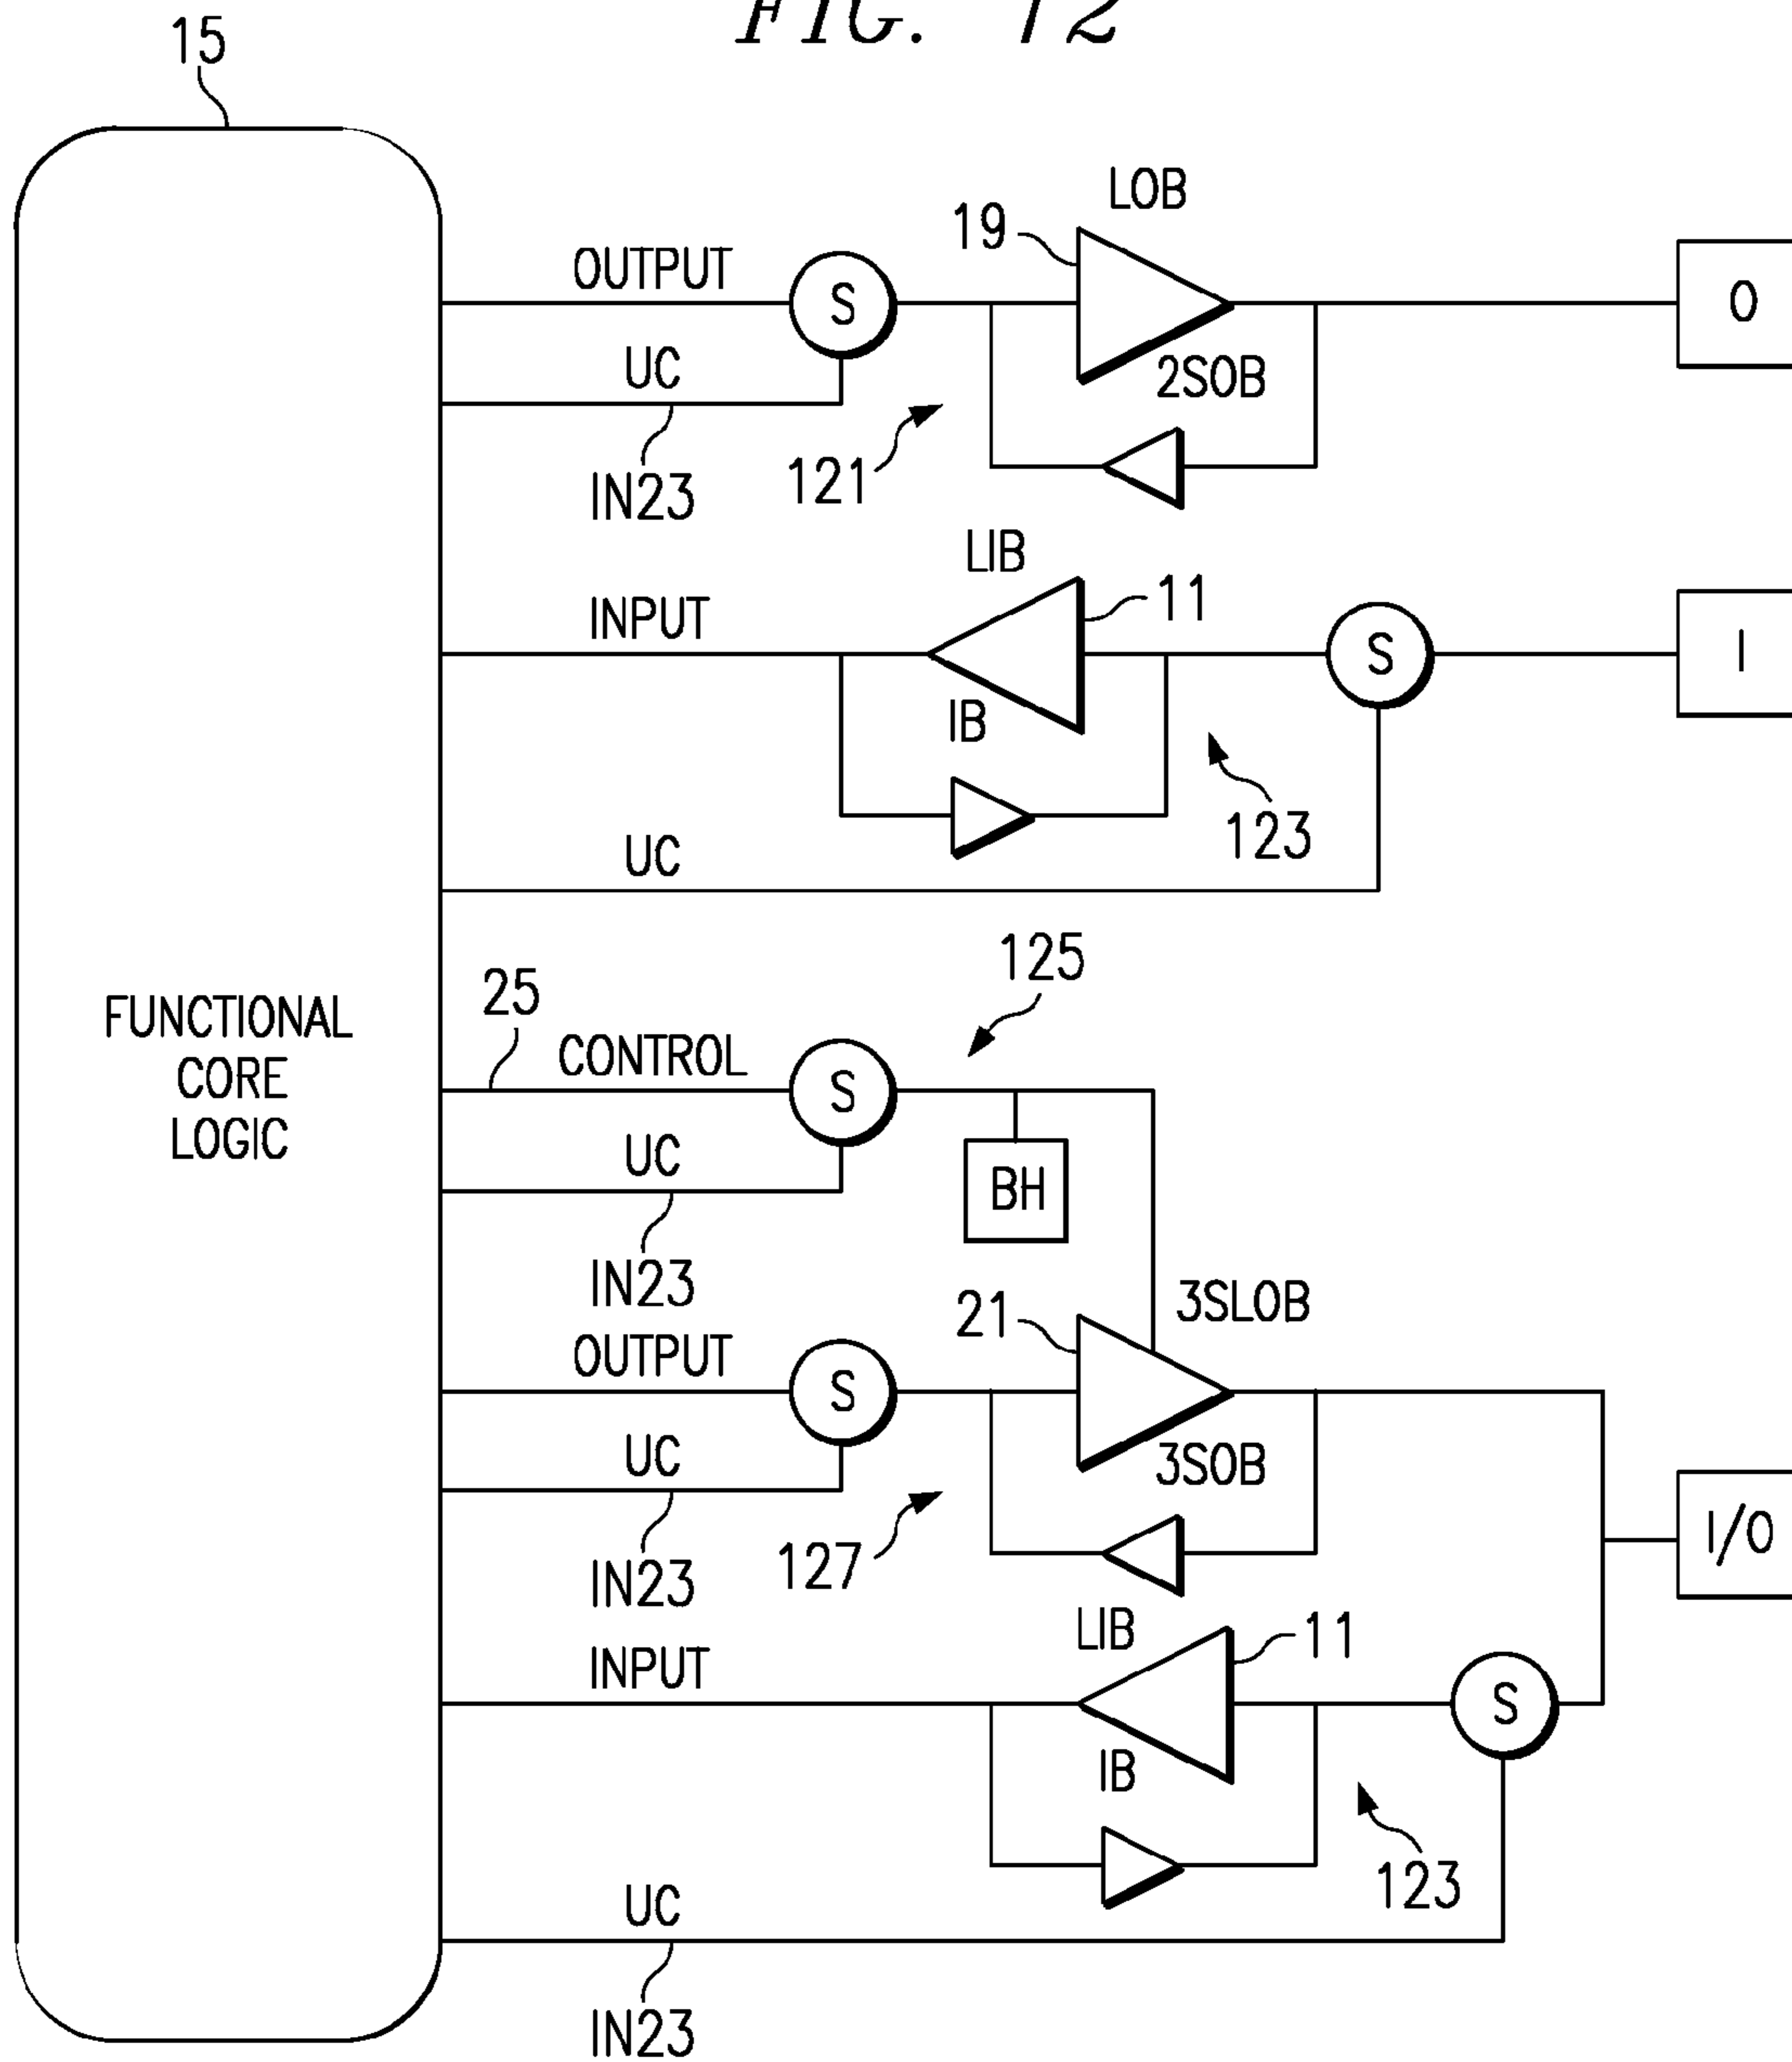 FIG. 12
15
LOB
19
OUTPUT
S
O
UC
2SOB
121
IN23
LIB
11
INPUT
S
I
IB
123
UC
125
25
FUNCTIONAL
CORE
LOGIC
CONTROL
S
UC
BH
IN23
3SLOB
21
OUTPUT
S
UC
3SOB
I/O
127
IN23
LIB
11
INPUT
S
IB
123
UC
IN23